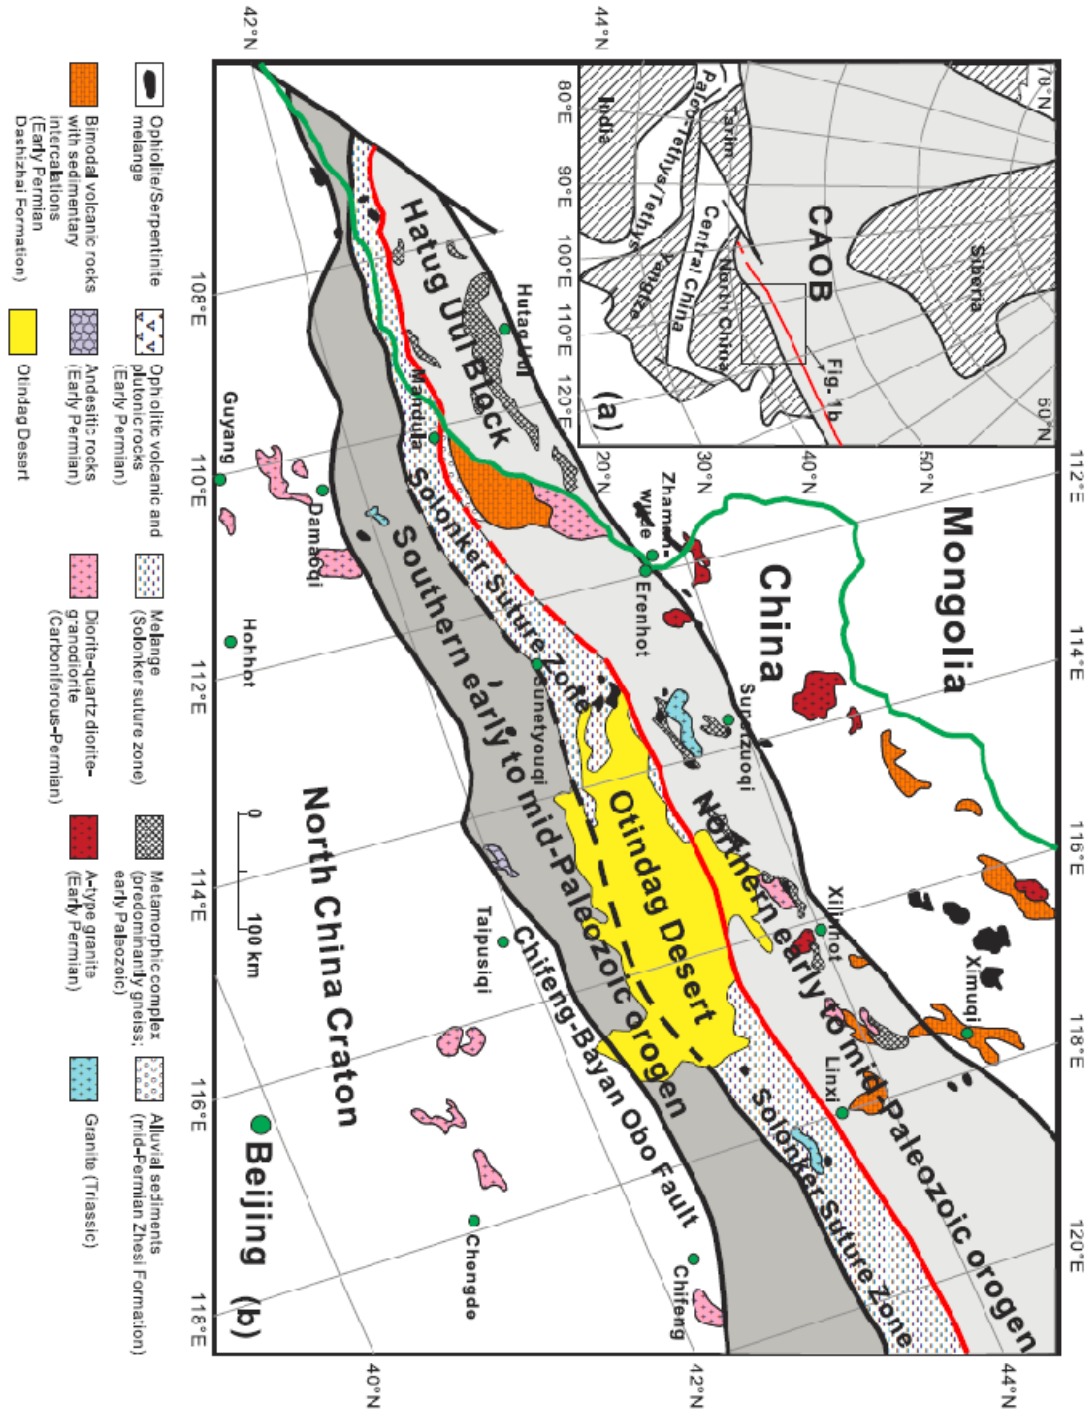 70°N
60°N
50°N
40°N
30°N
20°N
80°E
90°E
100°E
110°E
120°E
Siberia
CAOB
Tarim
Paleo-Tethys/Tethys
India
Central China
North China
Yangtze
Fig. 1b
(a)
42°N
44°N
112°E
114°E
116°E
118°E
120°E
Mongolia
China
Hutag Uul
Hatug Uul Block
Mandula
Zhamen-
Erenhot
Sunetyouqi
Xilinhot
Ximuqi
Linxi
Solonker Suture Zone
Northern early to mid-Paleozoic orogen
Otindag Desert
Southern early to mid-Paleozoic orogen
Solonker Suture Zone
Chifeng-Bayan Obo Fault
North China Craton
Guyang
Damaoqi
Hohhot
Taipusiqi
Chengde
Chifeng
Beijing
(b)
0
100 km
108°E
110°E
112°E
114°E
116°E
118°E
40°N
42°N
44°N
Ophiolite/Serpentinite
melange
Ophiolitic volcanic and
plutonic rocks
(Early Permian)
Melange
(Solonker suture zone)
Metamorphic complex
(predominantly gneiss;
early Paleozoic)
Alluvial sediments
(mid-Permian Zhesi Formation)
Bimodal volcanic rocks
with sedimentary
intercalations
(Early Permian
Dashizhai Formation)
Andesitic rocks
(Early Permian)
Diorite-quartz diorite-
granodiorite
(Carboniferous-Permian)
A-type granite
(Early Permian)
Granite (Triassic)
Otindag Desert